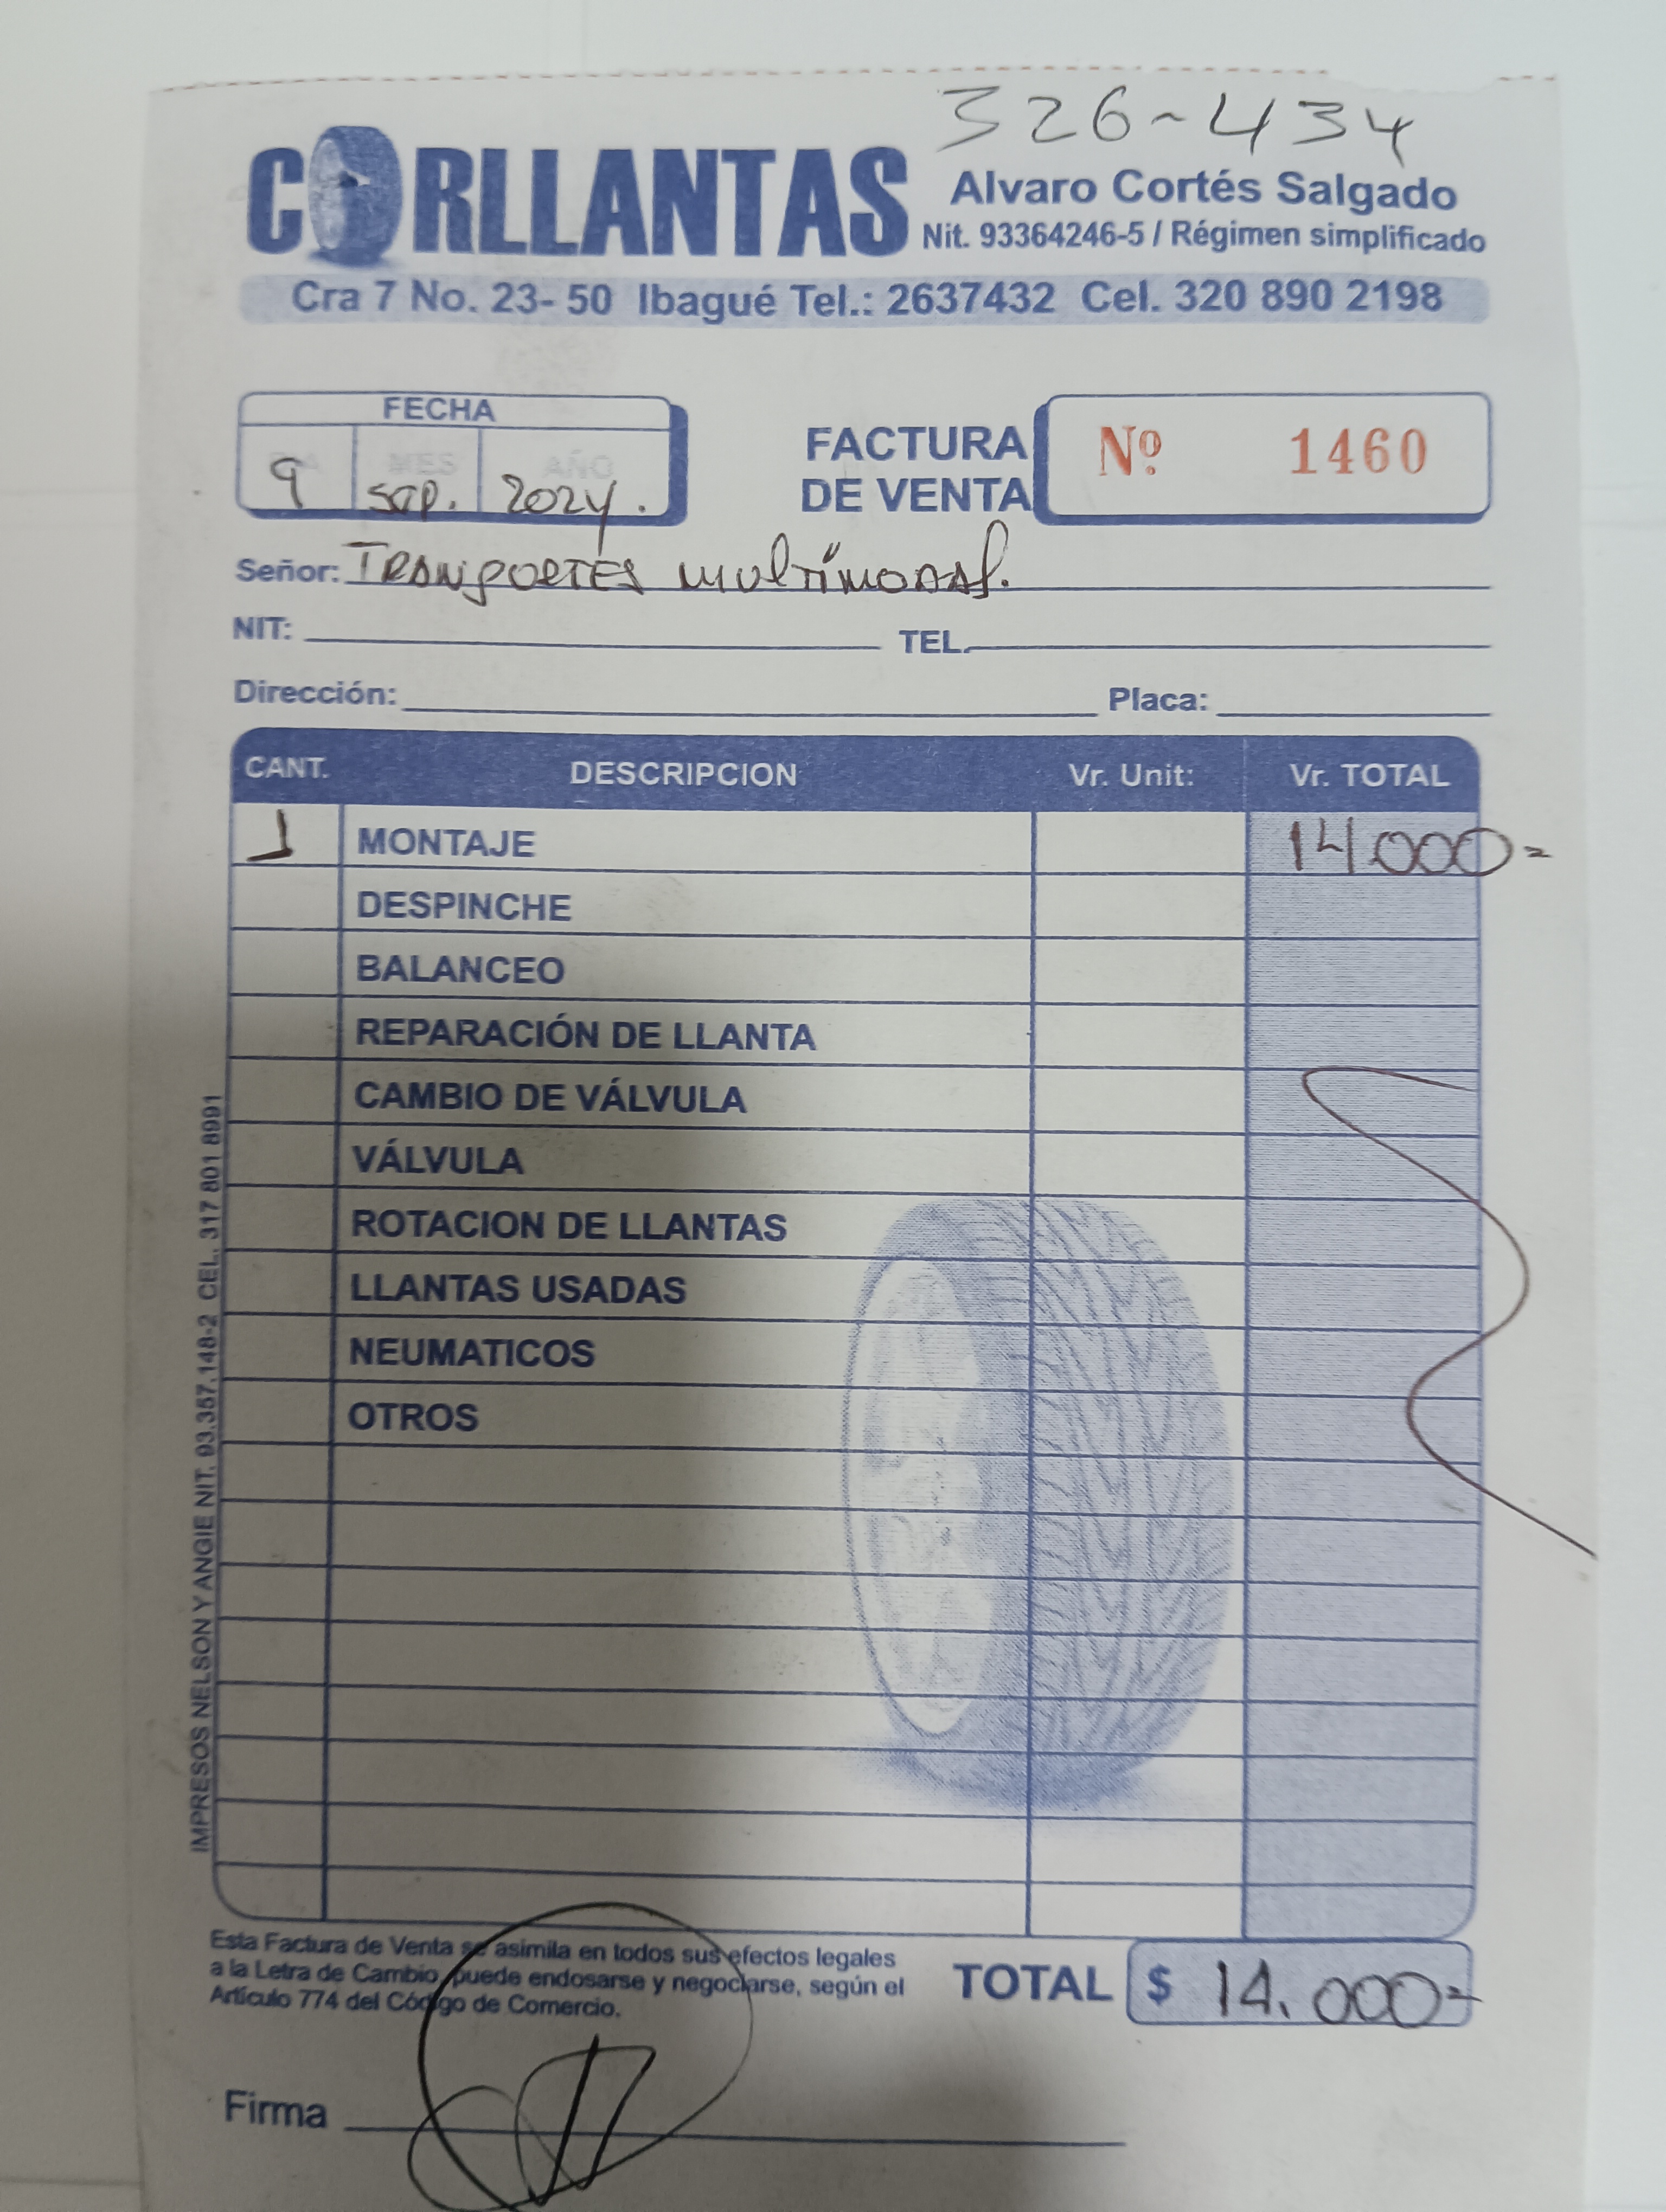 326-434
CORLLANTAS
Alvaro Cortés Salgado
Nit. 93364246-5 / Régimen simplificado
Cra 7 No. 23- 50 Ibagué Tel.: 2637432 Cel. 320 890 2198
FECHA
DIA MES AÑO
9 sep. 2024.
FACTURA
DE VENTA
Nº 1460
Señor: Transportes multimodal.
NIT: TEL.
Dirección: Placa:
CANT. DESCRIPCION Vr. Unit: Vr. TOTAL
1 MONTAJE 14.000=
DESPINCHE
BALANCEO
REPARACIÓN DE LLANTA
CAMBIO DE VÁLVULA
VÁLVULA
ROTACION DE LLANTAS
LLANTAS USADAS
NEUMATICOS
OTROS
IMPRESOS NELSON Y ANGIE NIT. 93.357.148-2 CEL. 317 801 8991
Esta Factura de Venta se asimila en todos sus efectos legales
a la Letra de Cambio, puede endosarse y negociarse, según el
Artículo 774 del Código de Comercio.
TOTAL $ 14.000=
Firma